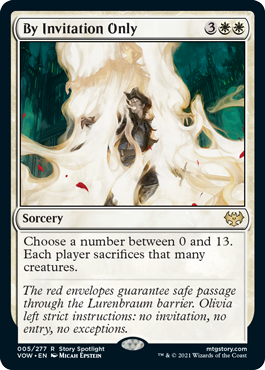 By Invitation Only 3
Sorcery
Choose a number between 0 and 13.
Each player sacrifices that many
creatures.
The red envelopes guarantee safe
passage through the Lurenbraum barrier. Olivia
left strict instructions: no invitation, no
entry, no exceptions.
005/277 R Story Spotlight mtgstory.com
VOW • EN Micah Epstein ™ & © 2021 Wizards of the Coast